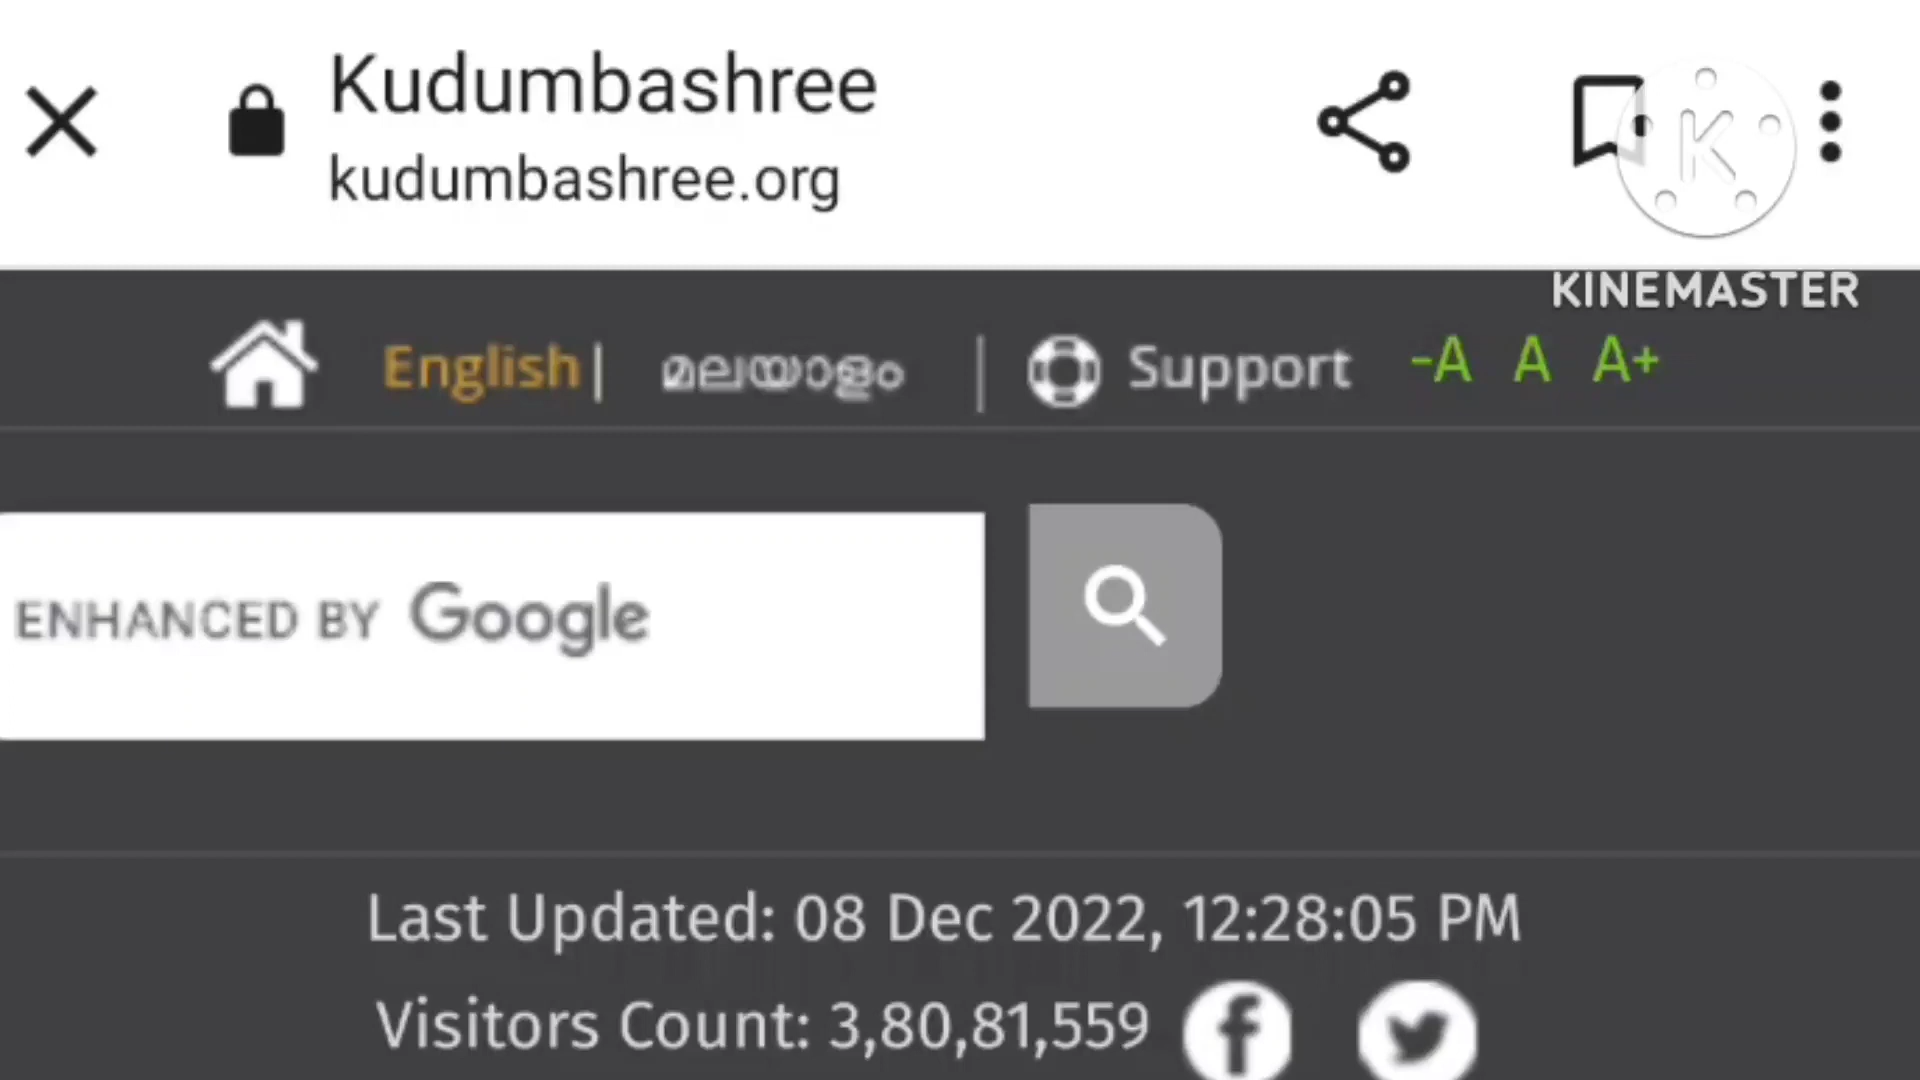 Kudumbashree
kudumbashree.org
K
KINEMASTER
English | മലയാളം | Support -A A A+
ENHANCED BY Google
Last Updated: 08 Dec 2022, 12:28:05 PM
Visitors Count: 3,80,81,559